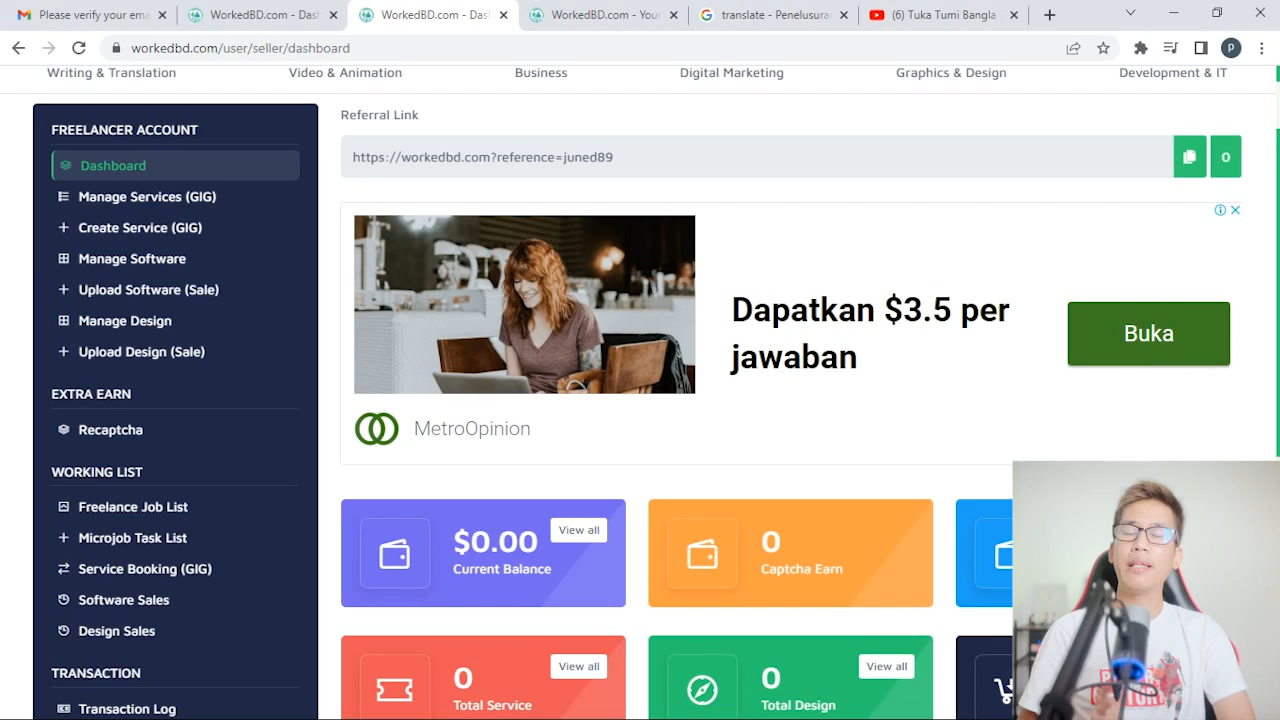 Please verify your ema
WorkedBD.com - Dash
WorkedBD.com - Dash
WorkedBD.com - Your
translate - Penelusura
(6) Tuka Tumi Bangla
workedbd.com/user/seller/dashboard
P
Writing & Translation
Video & Animation
Business
Digital Marketing
Graphics & Design
Development & IT
FREELANCER ACCOUNT
Dashboard
Manage Services (GIG)
Create Service (GIG)
Manage Software
Upload Software (Sale)
Manage Design
Upload Design (Sale)
EXTRA EARN
Recaptcha
WORKING LIST
Freelance Job List
Microjob Task List
Service Booking (GIG)
Software Sales
Design Sales
TRANSACTION
Transaction Log
Referral Link
https://workedbd.com?reference=juned89
0
Dapatkan $3.5 per
jawaban
Buka
MetroOpinion
$0.00
Current Balance
View all
0
Captcha Earn
0
Total Service
View all
0
Total Design
View all